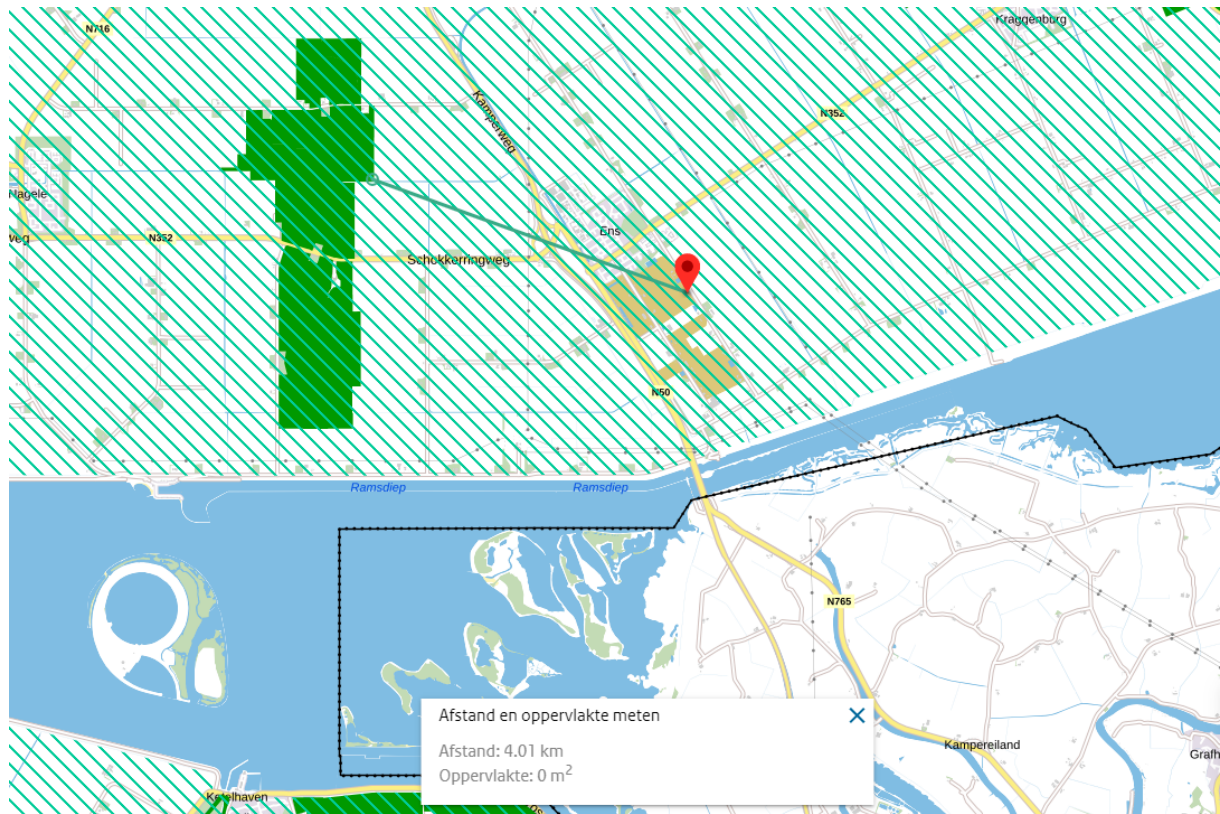 N716
Kraggenburg
Kamperweg
N352
Nagele
Ens
weg
N352
Schokkerringweg
N50
Ramsdiep
Ramsdiep
N765
Afstand en oppervlakte meten
Afstand: 4.01 km
Oppervlakte: 0 m²
Kampereiland
Grafh
Ketelhaven